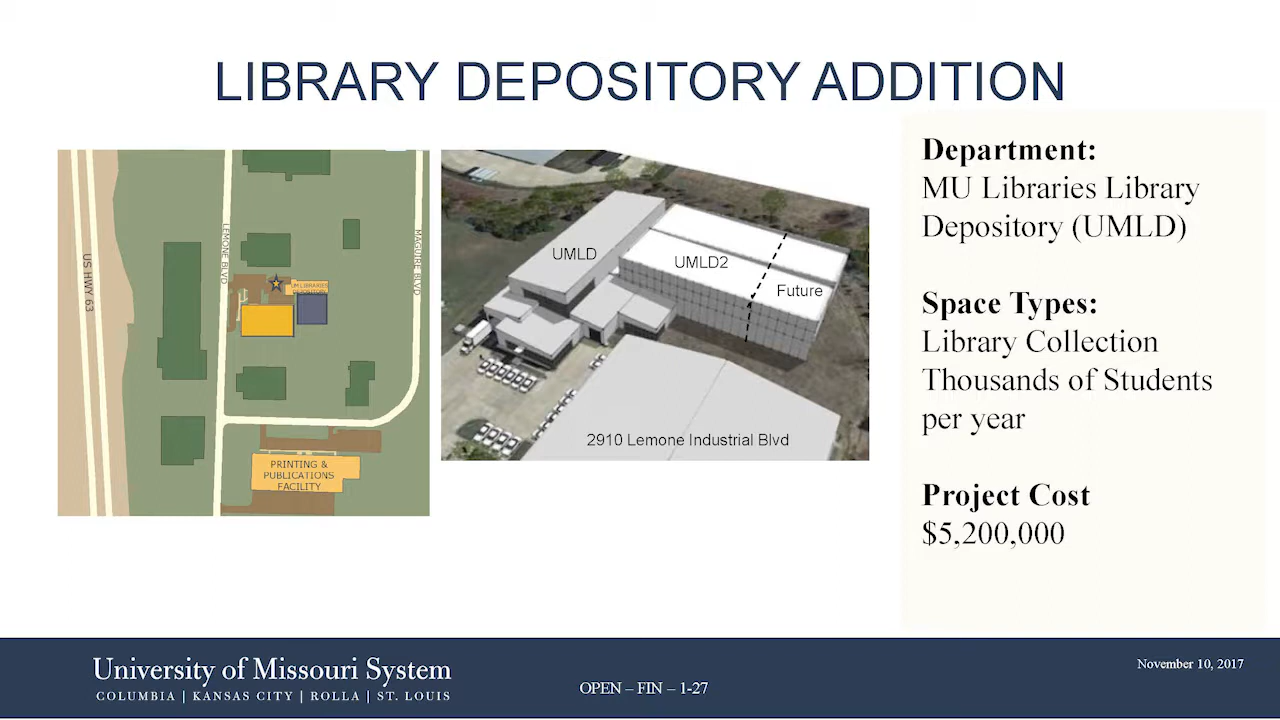 LIBRARY DEPOSITORY ADDITION
US HWY 63
LEMONE BLVD
MAGUIRE BLVD
UM LIBRARIES
DEPOSITORY
PRINTING &
PUBLICATIONS
FACILITY
UMLD
UMLD2
Future
2910 Lemone Industrial Blvd
Department:
MU Libraries Library
Depository (UMLD)
Space Types:
Library Collection
Thousands of Students
per year
Project Cost
$5,200,000
University of Missouri System
COLUMBIA | KANSAS CITY | ROLLA | ST. LOUIS
OPEN – FIN – 1-27
November 10, 2017